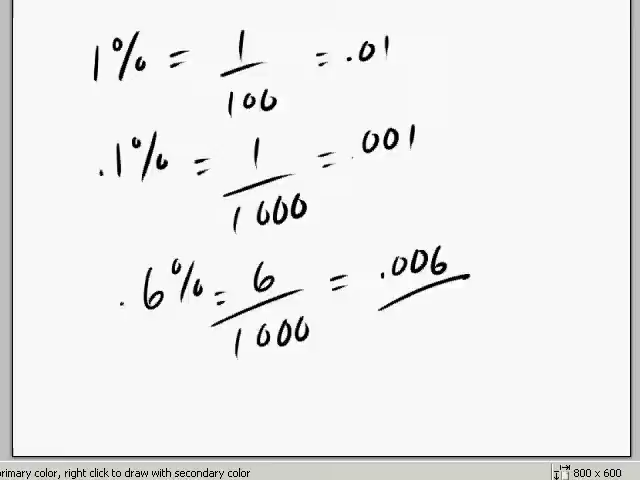 1% = 1/100 = .01
.1% = 1/1000 = .001
.6% = 6/1000 = .006
rimary color, right click to draw with secondary color
800 x 600